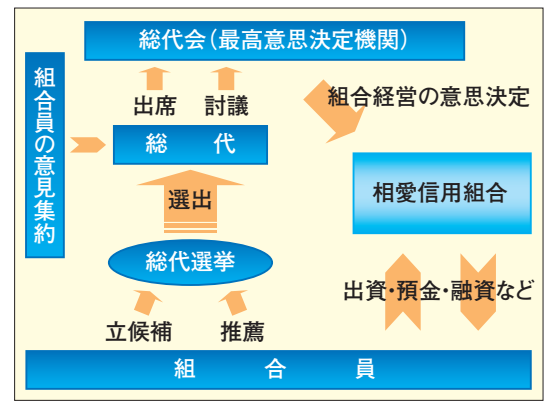 総代会（最高意思決定機関）
組合員の意見集約
出席
討議
組合経営の意思決定
総　代
選出
相愛信用組合
総代選挙
出資・預金・融資など
立候補
推薦
組　合　員